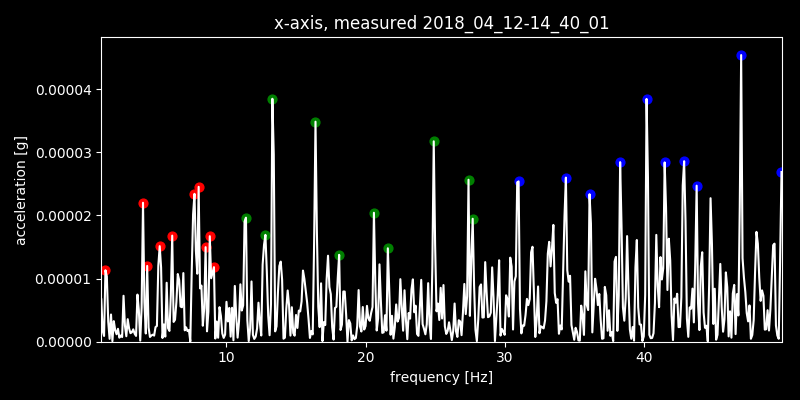 x-axis, measured 2018_04_12-14_40_01
acceleration [g]
0.00004
0.00003
0.00002
0.00001
0.00000
10 20 30 40
frequency [Hz]